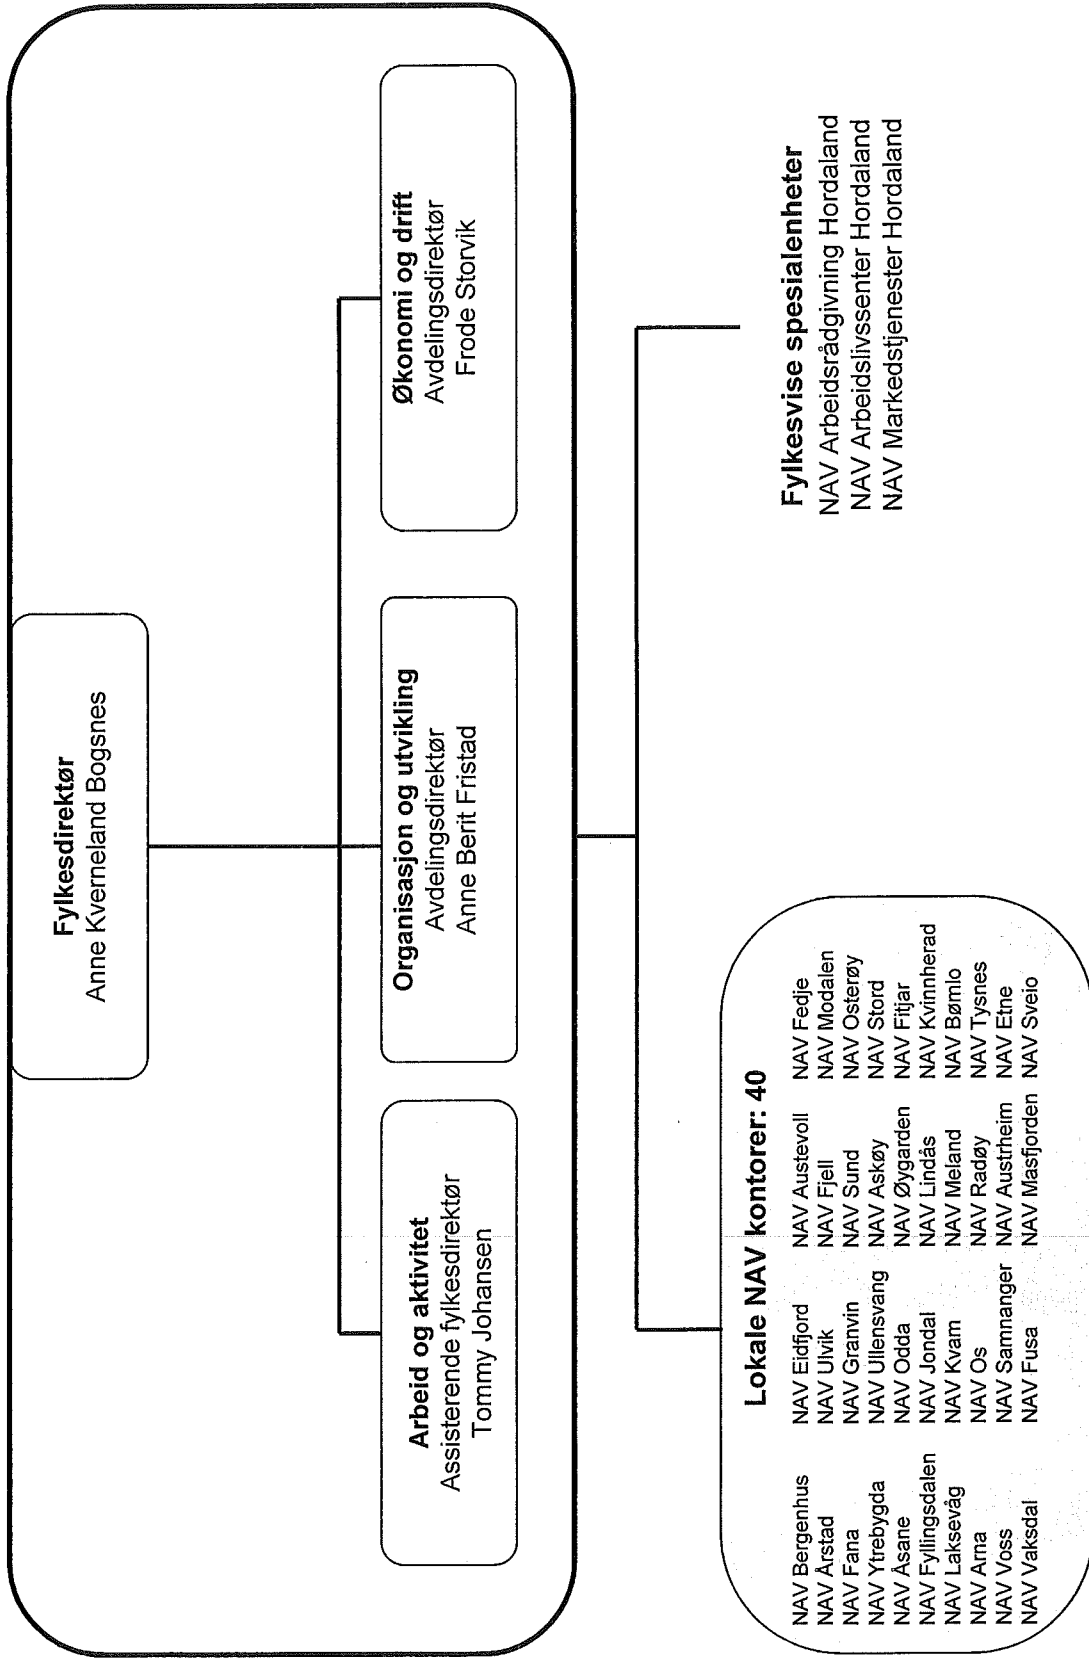 Fylkesdirektør
Anne Kverneland Bogsnes
Arbeid og aktivitet
Assisterende fylkesdirektør
Tommy Johansen
Organisasjon og utvikling
Avdelingsdirektør
Anne Berit Fristad
Økonomi og drift
Avdelingsdirektør
Frode Storvik
Lokale NAV kontorer: 40
NAV Bergenhus
NAV Årstad
NAV Fana
NAV Ytrebygda
NAV Åsane
NAV Fyllingsdalen
NAV Laksevåg
NAV Arna
NAV Voss
NAV Vaksdal
NAV Eidfjord
NAV Ulvik
NAV Granvin
NAV Ullensvang
NAV Odda
NAV Jondal
NAV Kvam
NAV Os
NAV Samnanger
NAV Fusa
NAV Austevoll
NAV Fjell
NAV Sund
NAV Askøy
NAV Øygarden
NAV Lindås
NAV Meland
NAV Radøy
NAV Austrheim
NAV Masfjorden
NAV Fedje
NAV Modalen
NAV Osterøy
NAV Stord
NAV Fitjar
NAV Kvinnherad
NAV Bømlo
NAV Tysnes
NAV Etne
NAV Sveio
Fylkesvise spesialenheter
NAV Arbeidsrådgivning Hordaland
NAV Arbeidslivssenter Hordaland
NAV Markedstjenester Hordaland